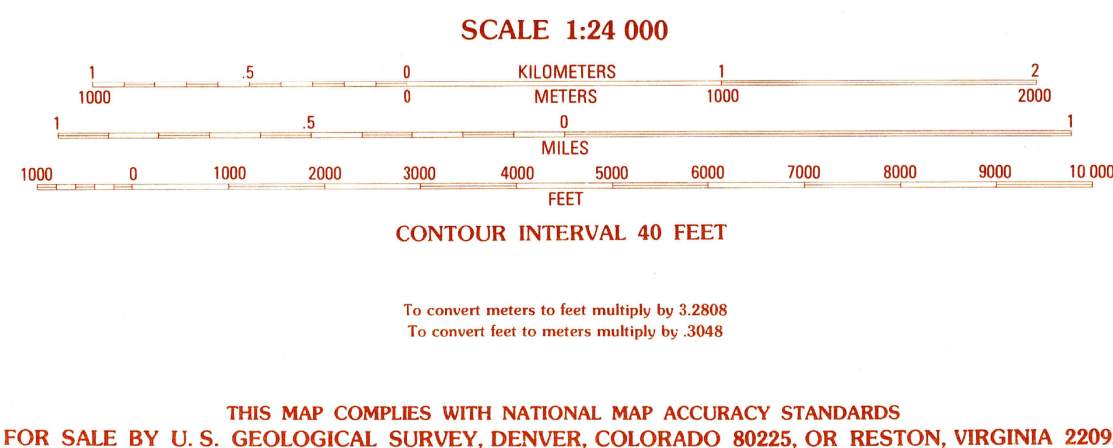 SCALE 1:24 000
1 .5 0 KILOMETERS 1 2
1000 0 METERS 1000 2000
1 .5 0 1
MILES
1000 0 1000 2000 3000 4000 5000 6000 7000 8000 9000 10 000
FEET
CONTOUR INTERVAL 40 FEET
To convert meters to feet multiply by 3.2808
To convert feet to meters multiply by .3048
THIS MAP COMPLIES WITH NATIONAL MAP ACCURACY STANDARDS
FOR SALE BY U. S. GEOLOGICAL SURVEY, DENVER, COLORADO 80225, OR RESTON, VIRGINIA 2209